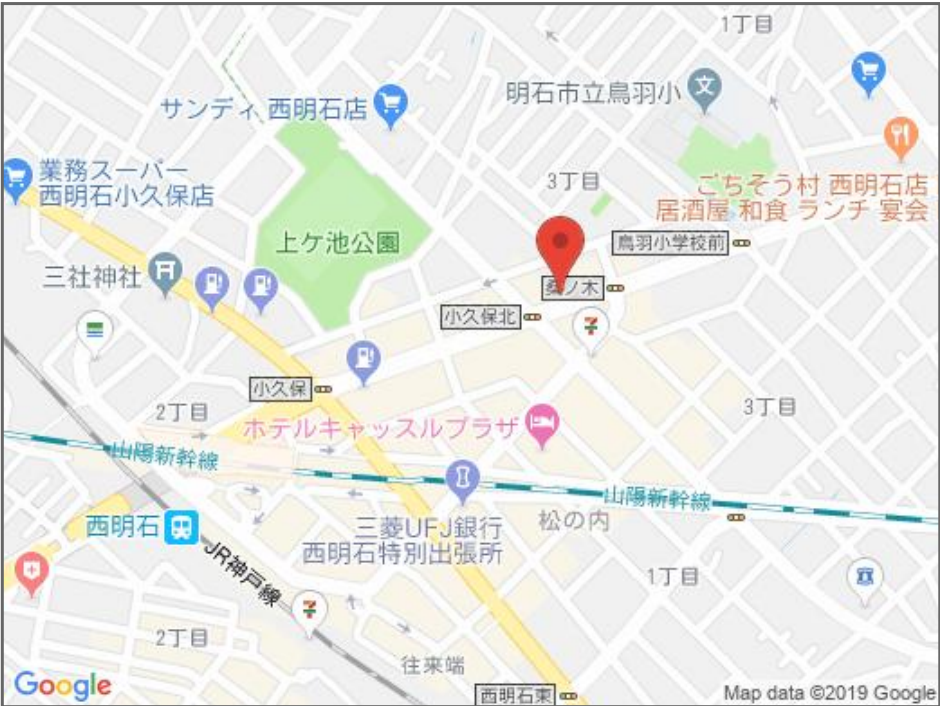 1丁目
サンディ 西明石店
明石市立鳥羽小
文
業務スーパー
西明石小久保店
3丁目
ごちそう村 西明石店
居酒屋 和食 ランチ 宴会
上ケ池公園
鳥羽小学校前
三社神社
小久保北
7
小久保
2丁目
3丁目
ホテルキャッスルプラザ
山陽新幹線
山陽新幹線
西明石
三菱UFJ銀行
西明石特別出張所
松の内
JR神戸線
1丁目
7
2丁目
往来端
Google
西明石東
Map data ©2019 Google